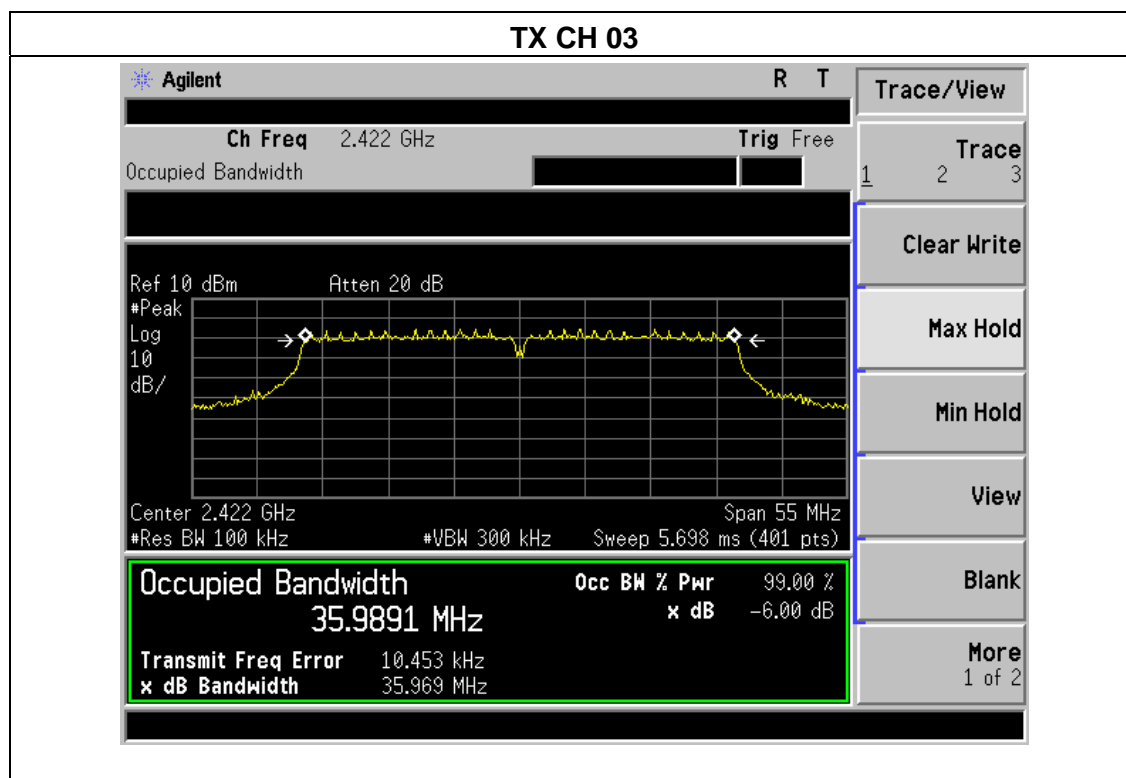 TX CH 03
Agilent R T
Trace/View
Ch Freq 2.422 GHz Trig Free
Occupied Bandwidth
Trace
1 2 3
Clear Write
Ref 10 dBm Atten 20 dB
#Peak
Log
10
dB/
Max Hold
Min Hold
View
Center 2.422 GHz Span 55 MHz
#Res BW 100 kHz #VBW 300 kHz Sweep 5.698 ms (401 pts)
Occupied Bandwidth Occ BW % Pwr 99.00 %
35.9891 MHz x dB -6.00 dB
Blank
Transmit Freq Error 10.453 kHz
x dB Bandwidth 35.969 MHz
More
1 of 2